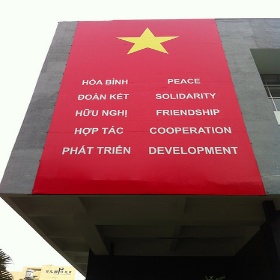 HÒA BÌNH PEACE
ĐOÀN KẾT SOLIDARITY
HỮU NGHỊ FRIENDSHIP
HỢP TÁC COOPERATION
PHÁT TRIỂN DEVELOPMENT